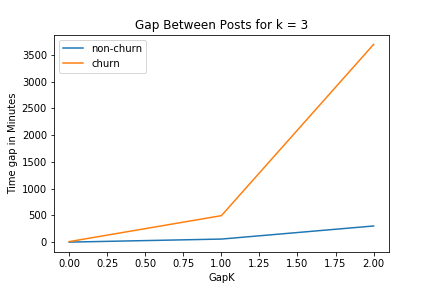 Gap Between Posts for k = 3
non-churn
churn
Time gap in Minutes
3500
3000
2500
2000
1500
1000
500
0
0.00 0.25 0.50 0.75 1.00 1.25 1.50 1.75 2.00
GapK